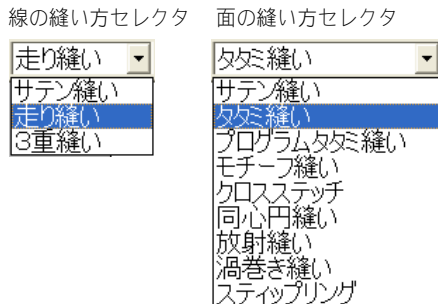 線の縫い方セレクタ
走り縫い
サテン縫い
走り縫い
3重縫い
面の縫い方セレクタ
タタミ縫い
サテン縫い
タタミ縫い
プログラムタタミ縫い
モチーフ縫い
クロスステッチ
同心円縫い
放射縫い
渦巻き縫い
スティップリング